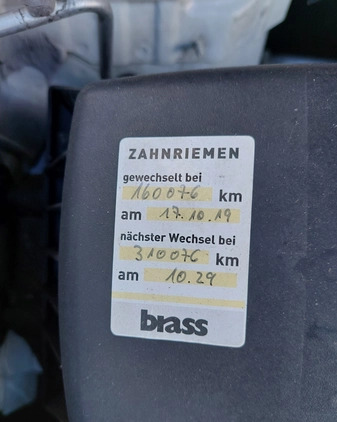 ZAHNRIEMEN
gewechselt bei
160076 km
am 17.10.19
nächster Wechsel bei
310076 km
am 10.29
brass